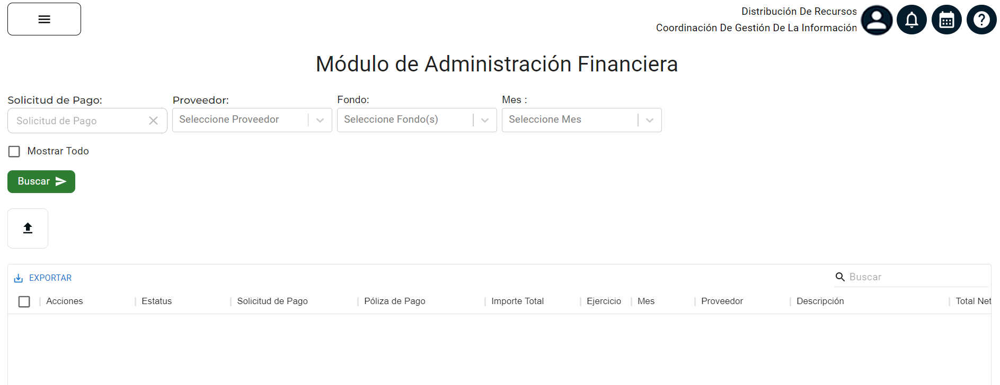 Distribución De Recursos
Coordinación De Gestión De La Información
Módulo de Administración Financiera
Solicitud de Pago: Proveedor: Fondo: Mes :
Solicitud de Pago Seleccione Proveedor Seleccione Fondo(s) Seleccione Mes
Mostrar Todo
Buscar
EXPORTAR Buscar
Acciones Estatus Solicitud de Pago Póliza de Pago Importe Total Ejercicio Mes Proveedor Descripción Total Net